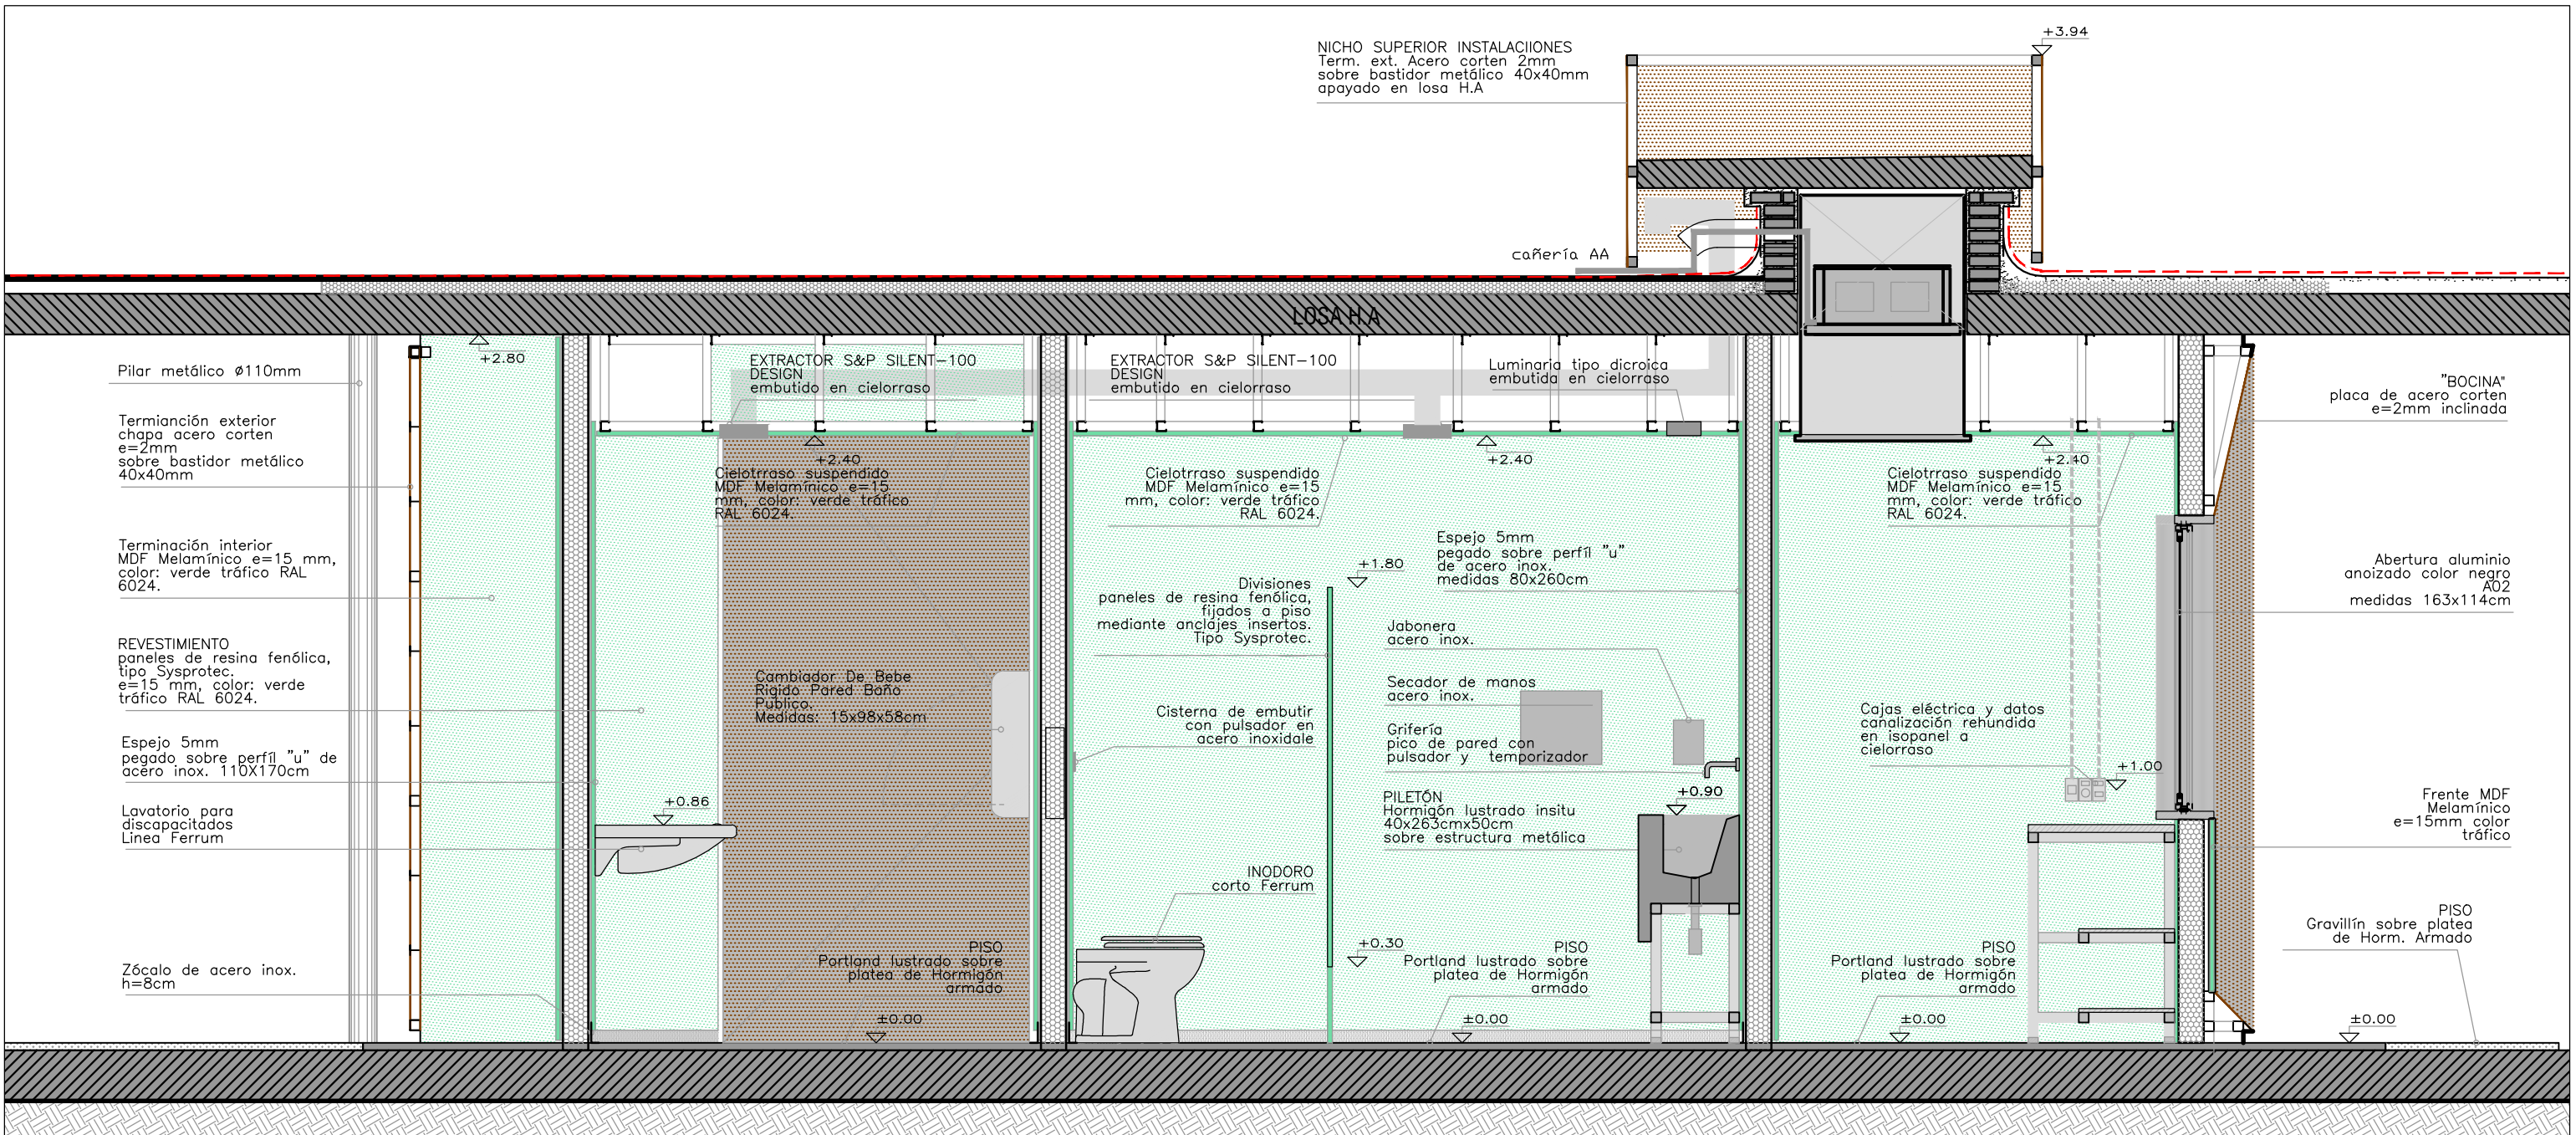 NICHO SUPERIOR INSTALACIIONES
Term. ext. Acero corten 2mm
sobre bastidor metálico 40x40mm
apayado en losa H.A
+3.94
cañería AA
LOSA H.A
+2.80
Pilar metálico Ø110mm
Termianción exterior
chapa acero corten
e=2mm
sobre bastidor metálico
40x40mm
Terminación interior
MDF Melamínico e=15 mm,
color: verde tráfico RAL
6024.
REVESTIMIENTO
paneles de resina fenólica,
tipo Sysprotec.
e=15 mm, color: verde
tráfico RAL 6024.
Espejo 5mm
pegado sobre perfíl "u" de
acero inox. 110X170cm
Lavatorio para
discapacitados
Linea Ferrum
Zócalo de acero inox.
h=8cm
EXTRACTOR S&P SILENT-100
DESIGN
embutido en cielorraso
+2.40
Cielotrraso suspendido
MDF Melamínico e=15
mm, color: verde tráfico
RAL 6024.
Cambiador De Bebe
Rigido Pared Baño
Publico.
Medidas: 15x98x58cm
+0.86
PISO
Portland lustrado sobre
platea de Hormigón
armado
±0.00
EXTRACTOR S&P SILENT-100
DESIGN
embutido en cielorraso
Luminaria tipo dicroica
embutida en cielorraso
+2.40
Cielotrraso suspendido
MDF Melamínico e=15
mm, color: verde tráfico
RAL 6024.
Divisiones
paneles de resina fenólica,
fijados a piso
mediante anclajes insertos.
Tipo Sysprotec.
+1.80
Espejo 5mm
pegado sobre perfíl "u"
de acero inox.
medidas 80x260cm
Jabonera
acero inox.
Secador de manos
acero inox.
Cisterna de embutir
con pulsador en
acero inoxidale
Grifería
pico de pared con
pulsador y temporizador
+0.90
PILETÓN
Hormigón lustrado insitu
40x263cmx50cm
sobre estructura metálica
INODORO
corto Ferrum
+0.30
PISO
Portland lustrado sobre
platea de Hormigón
armado
±0.00
+2.40
Cielotrraso suspendido
MDF Melamínico e=15
mm, color: verde tráfico
RAL 6024.
Cajas eléctrica y datos
canalización rehundida
en isopanel a
cielorraso
+1.00
PISO
Portland lustrado sobre
platea de Hormigón
armado
±0.00
"BOCINA"
placa de acero corten
e=2mm inclinada
Abertura aluminio
anoizado color negro
A02
medidas 163x114cm
Frente MDF
Melamínico
e=15mm color
tráfico
PISO
Gravillín sobre platea
de Horm. Armado
±0.00